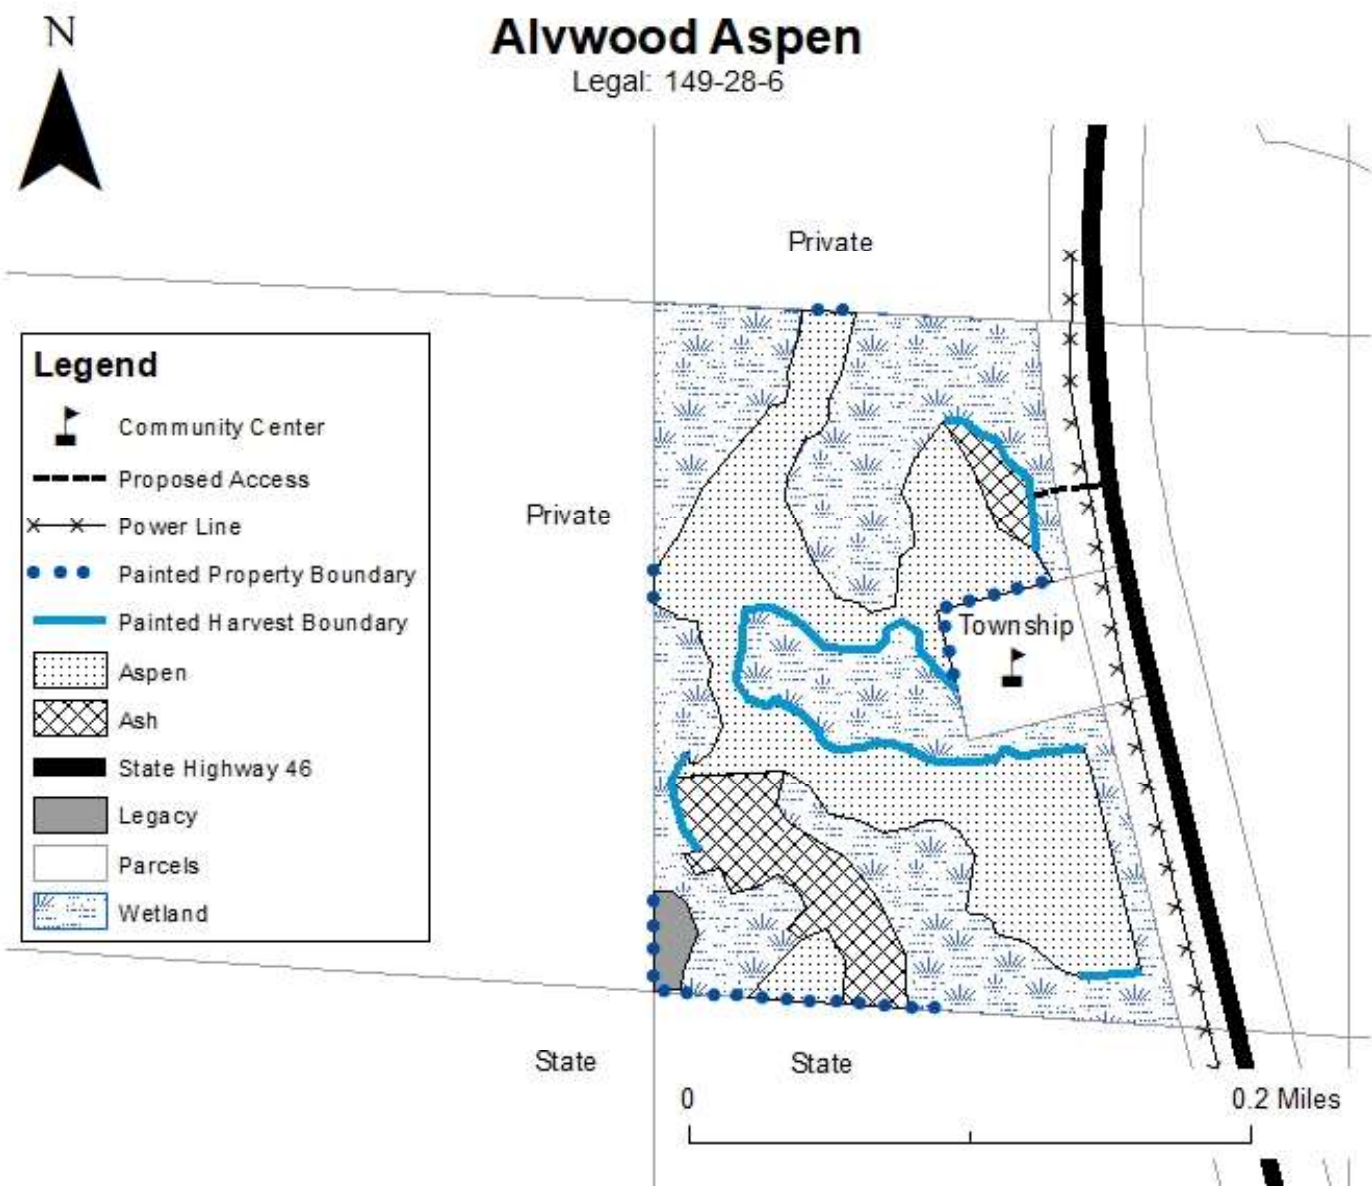 N
Alvwood Aspen
Legal: 149-28-6
Private
Legend
Community Center
Proposed Access
Power Line
Painted Property Boundary
Painted Harvest Boundary
Aspen
Ash
State Highway 46
Legacy
Parcels
Wetland
Private
Township
State
State
0
0.2 Miles